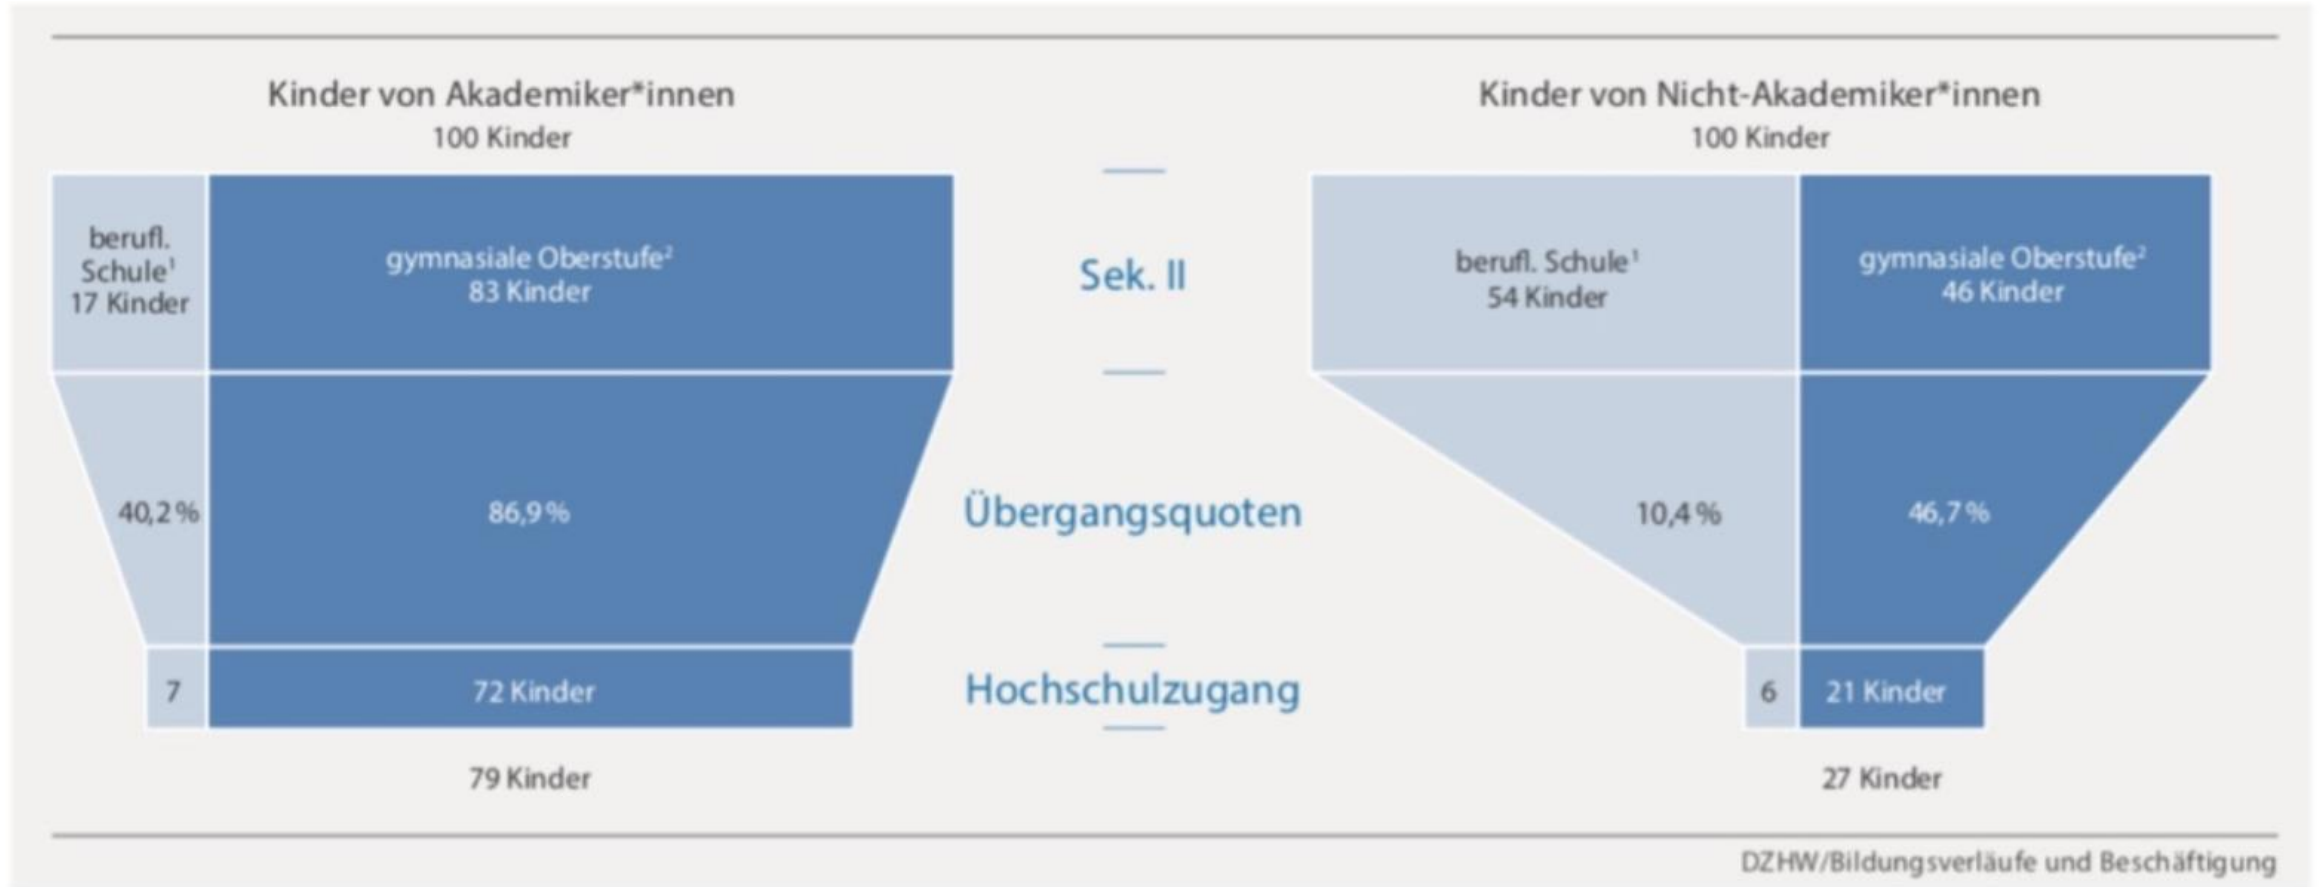 Kinder von Akademiker*innen
100 Kinder
berufl.
Schule¹
17 Kinder
gymnasiale Oberstufe²
83 Kinder
40,2 %
86,9 %
7
72 Kinder
79 Kinder
Sek. II
Übergangsquoten
Hochschulzugang
Kinder von Nicht-Akademiker*innen
100 Kinder
berufl. Schule¹
54 Kinder
gymnasiale Oberstufe²
46 Kinder
10,4 %
46,7 %
6
21 Kinder
27 Kinder
DZHW/Bildungsverläufe und Beschäftigung